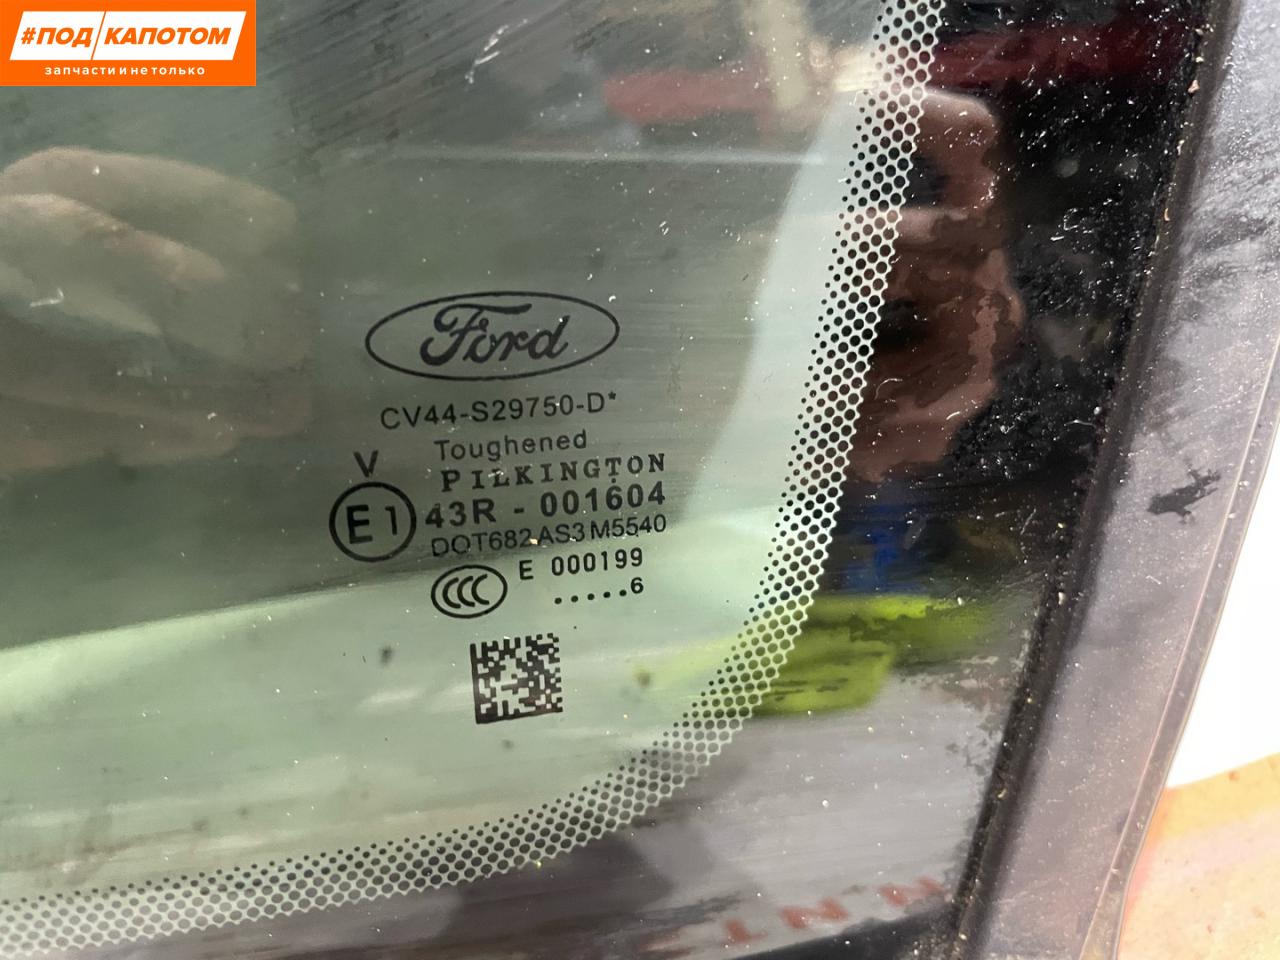 #ПОД КАПОТОМ
запчасти и не только
Ford
CV44-S29750-D*
Toughened
V
PILKINGTON
E1 43R - 001604
DOT682 AS3 M5540
CCC E 000199
.....6